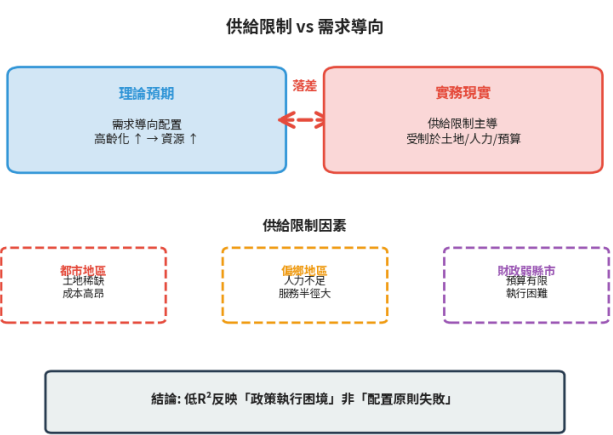 供給限制 vs 需求導向
理論預期
需求導向配置
高齡化 ↑ → 資源 ↑
落差
實務現實
供給限制主導
受制於土地/人力/預算
供給限制因素
都市地區
土地稀缺
成本高昂
偏鄉地區
人力不足
服務半徑大
財政弱縣市
預算有限
執行困難
結論: 低R²反映「政策執行困境」非「配置原則失敗」